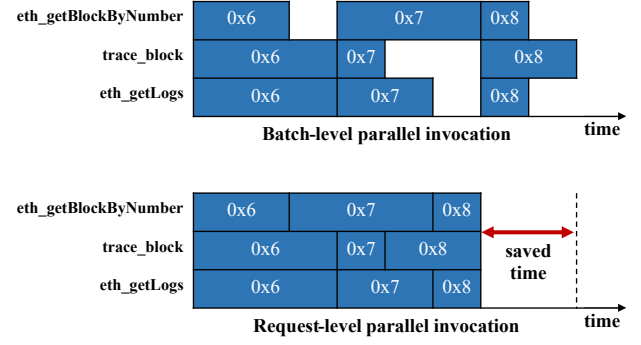 eth_getBlockByNumber 0x6 0x7 0x8
trace_block 0x6 0x7 0x8
eth_getLogs 0x6 0x7 0x8
Batch-level parallel invocation time
eth_getBlockByNumber 0x6 0x7 0x8
trace_block 0x6 0x7 0x8 saved
time
eth_getLogs 0x6 0x7 0x8
Request-level parallel invocation time